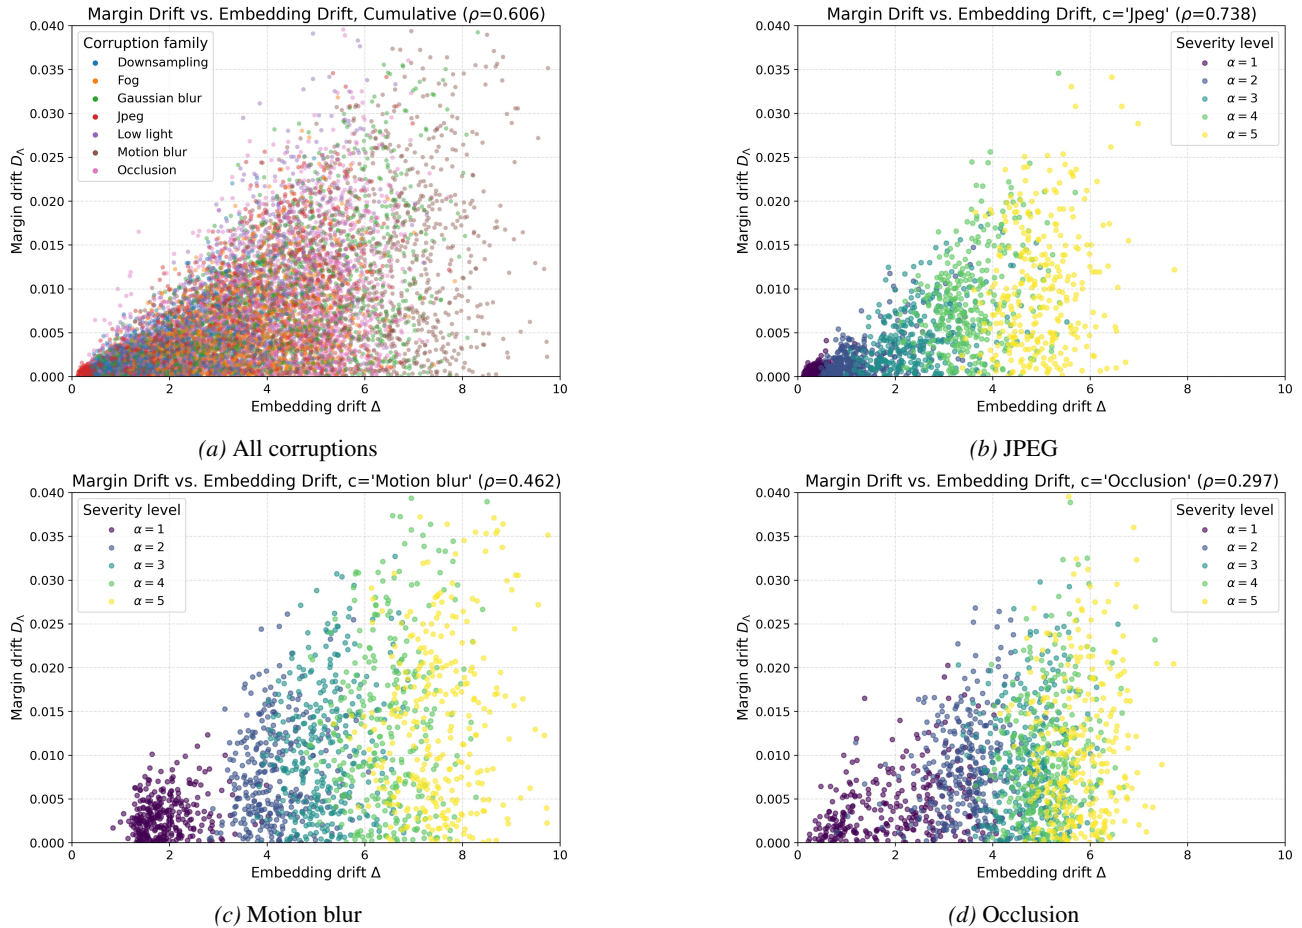 Margin Drift vs. Embedding Drift, Cumulative (ρ=0.606)
Margin drift D_Λ
0.040
0.035
0.030
0.025
0.020
0.015
0.010
0.005
0.000
Corruption family
Downsampling
Fog
Gaussian blur
Jpeg
Low light
Motion blur
Occlusion
0 2 4 6 8 10
Embedding drift Δ
(a) All corruptions
Margin Drift vs. Embedding Drift, c='Jpeg' (ρ=0.738)
Margin drift D_Λ
0.040
0.035
0.030
0.025
0.020
0.015
0.010
0.005
0.000
Severity level
α = 1
α = 2
α = 3
α = 4
α = 5
0 2 4 6 8 10
Embedding drift Δ
(b) JPEG
Margin Drift vs. Embedding Drift, c='Motion blur' (ρ=0.462)
Margin drift D_Λ
0.040
0.035
0.030
0.025
0.020
0.015
0.010
0.005
0.000
Severity level
α = 1
α = 2
α = 3
α = 4
α = 5
0 2 4 6 8 10
Embedding drift Δ
(c) Motion blur
Margin Drift vs. Embedding Drift, c='Occlusion' (ρ=0.297)
Margin drift D_Λ
0.040
0.035
0.030
0.025
0.020
0.015
0.010
0.005
0.000
Severity level
α = 1
α = 2
α = 3
α = 4
α = 5
0 2 4 6 8 10
Embedding drift Δ
(d) Occlusion